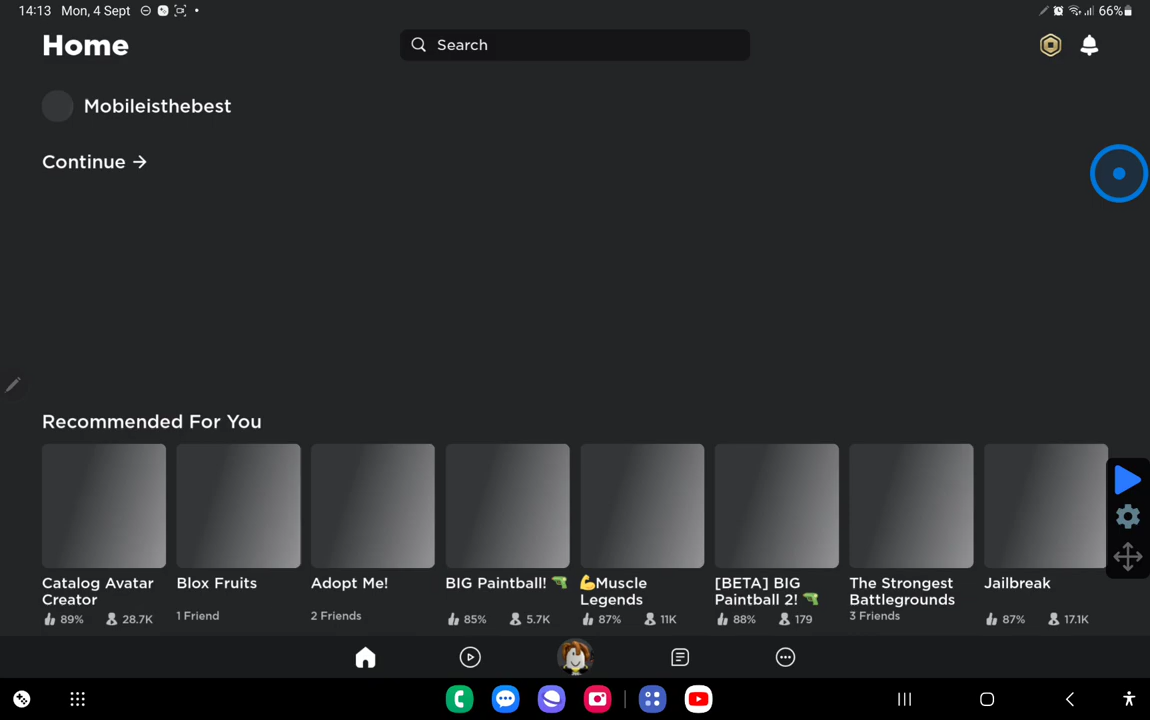 14:13 Mon, 4 Sept
66%
Home
Search
Mobileisthebest
Continue →
Recommended For You
Catalog Avatar Creator
89% 28.7K
Blox Fruits
1 Friend
Adopt Me!
2 Friends
BIG Paintball! 🔫
85% 5.7K
💪Muscle Legends
87% 11K
[BETA] BIG Paintball 2! 🔫
88% 179
The Strongest Battlegrounds
3 Friends
Jailbreak
87% 17.1K